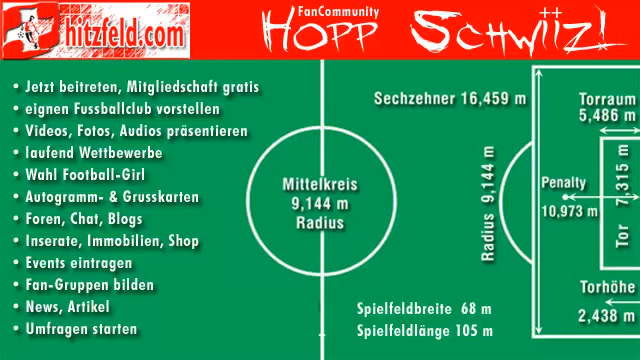 hitzfeld.com
FanCommunity
HOPP SCHWIIZ!
• Jetzt beitreten, Mitgliedschaft gratis
• eignen Fussballclub vorstellen
• Videos, Fotos, Audios präsentieren
• laufend Wettbewerbe
• Wahl Football-Girl
• Autogramm- & Grusskarten
• Foren, Chat, Blogs
• Inserate, Immobilien, Shop
• Events eintragen
• Fan-Gruppen bilden
• News, Artikel
• Umfragen starten
Mittelkreis
9,144 m
Radius
Sechzehner 16,459 m
Radius 9,144 m
Torraum
5,486 m
Penalty
10,973 m
Tor 7,315 m
Torhöhe
2,438 m
Spielfeldbreite 68 m
Spielfeldlänge 105 m